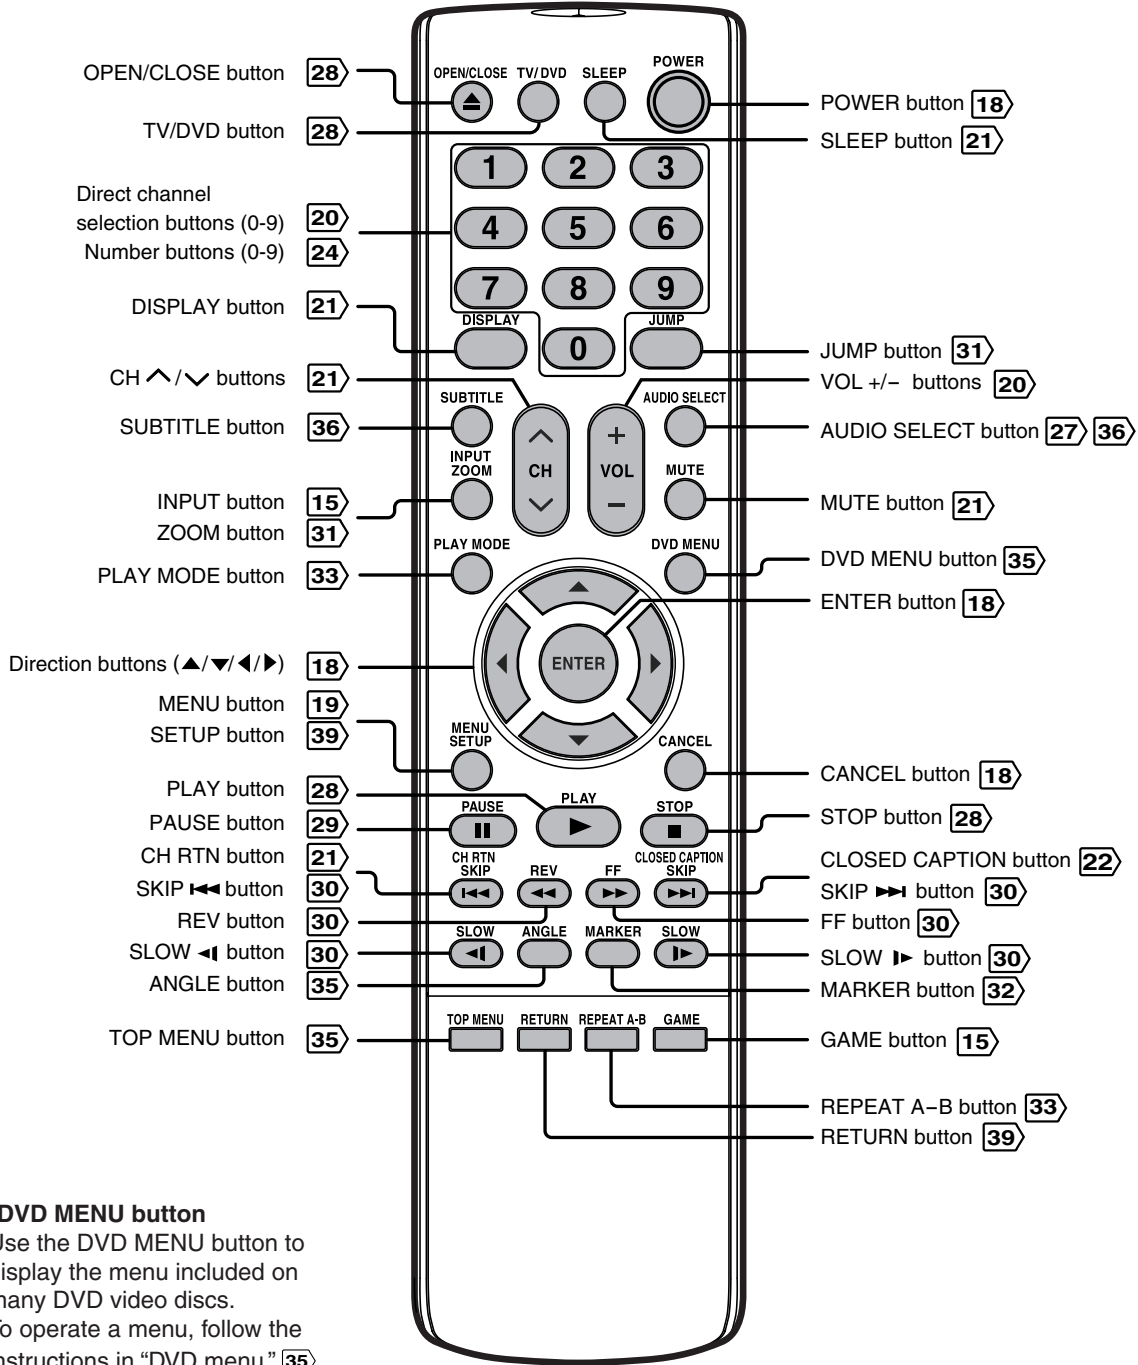 OPEN/CLOSE button 28
TV/DVD button 28
Direct channel
selection buttons (0-9) 20
Number buttons (0-9) 24
DISPLAY button 21
CH / buttons 21
SUBTITLE button 36
INPUT button 15
ZOOM button 31
PLAY MODE button 33
Direction buttons (▲/▼/◀/▶) 18
MENU button 19
SETUP button 39
PLAY button 28
PAUSE button 29
CH RTN button 21
SKIP button 30
REV button 30
SLOW button 30
ANGLE button 35
TOP MENU button 35
OPEN/CLOSE TV/DVD SLEEP POWER
1 2 3
4 5 6
7 8 9
DISPLAY 0 JUMP
SUBTITLE AUDIO SELECT
INPUT
ZOOM CH + VOL − MUTE
PLAY MODE DVD MENU
ENTER
MENU
SETUP CANCEL
PAUSE PLAY STOP
CH RTN CLOSED CAPTION
SKIP REV FF SKIP
SLOW ANGLE MARKER SLOW
TOP MENU RETURN REPEAT A-B GAME
POWER button 18
SLEEP button 21
JUMP button 31
VOL +/− buttons 20
AUDIO SELECT button 27 36
MUTE button 21
DVD MENU button 35
ENTER button 18
CANCEL button 18
STOP button 28
CLOSED CAPTION button 22
SKIP button 30
FF button 30
SLOW button 30
MARKER button 32
GAME button 15
REPEAT A−B button 33
RETURN button 39
DVD MENU button
Use the DVD MENU button to
display the menu included on
many DVD video discs.
To operate a menu, follow the
instructions in “DVD menu.” 35